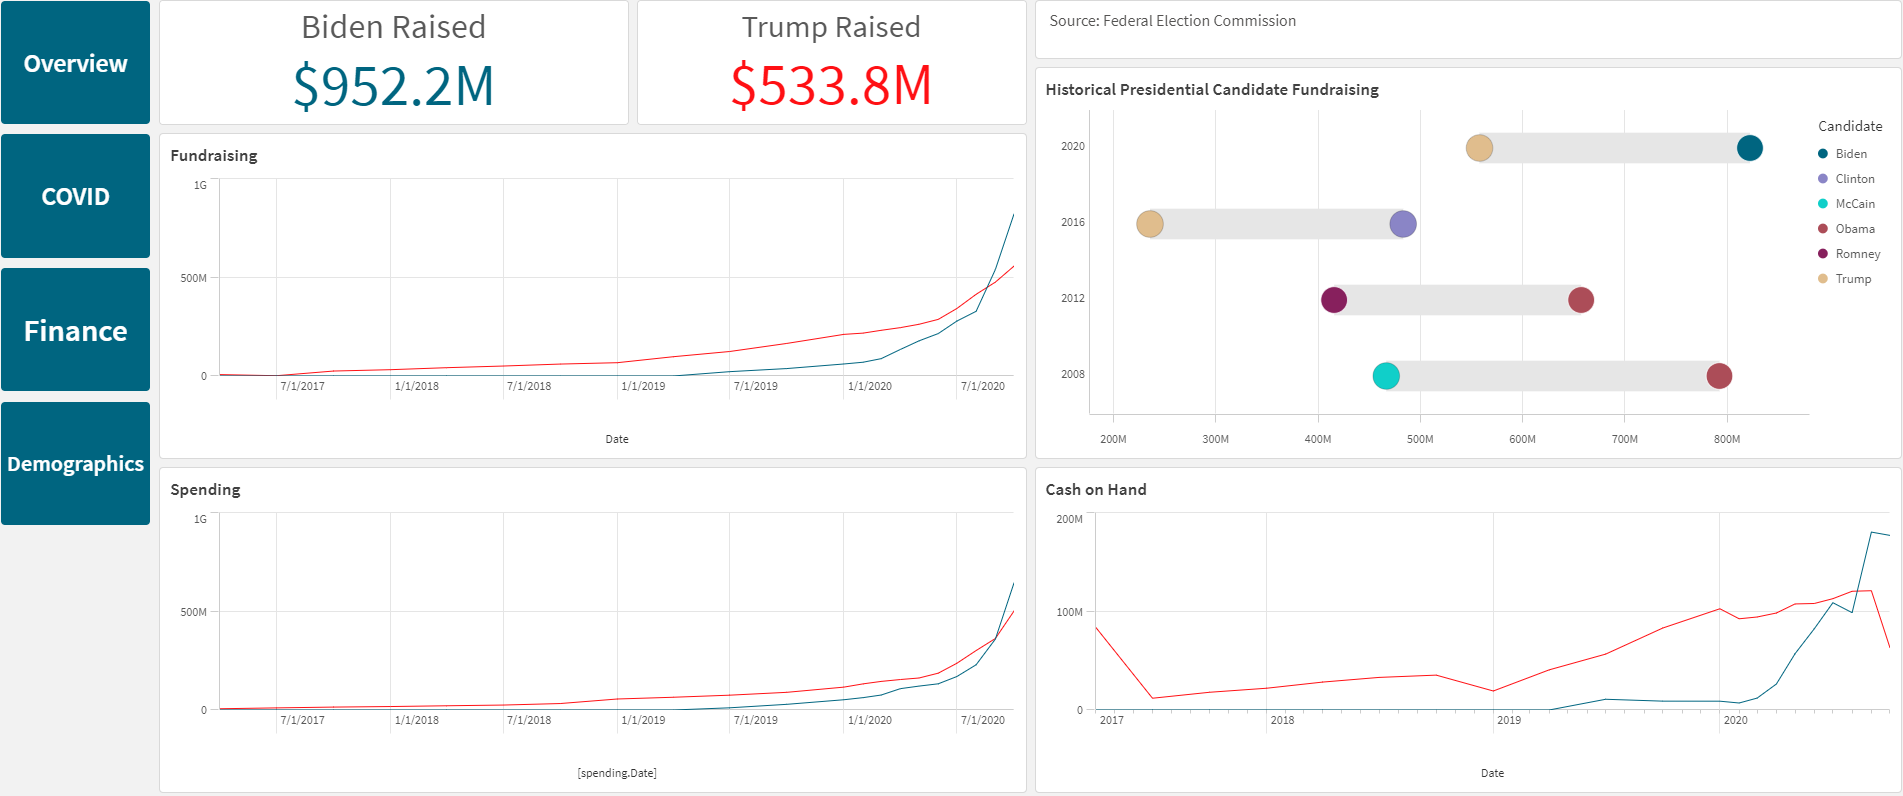 Overview
COVID
Finance
Demographics
Biden Raised
$952.2M
Trump Raised
$533.8M
Source: Federal Election Commission
Fundraising
1G
500M
0
7/1/2017 1/1/2018 7/1/2018 1/1/2019 7/1/2019 1/1/2020 7/1/2020
Date
Historical Presidential Candidate Fundraising
2020
2016
2012
2008
200M 300M 400M 500M 600M 700M 800M
Candidate
Biden
Clinton
McCain
Obama
Romney
Trump
Spending
1G
500M
0
7/1/2017 1/1/2018 7/1/2018 1/1/2019 7/1/2019 1/1/2020 7/1/2020
[spending.Date]
Cash on Hand
200M
100M
0
2017 2018 2019 2020
Date